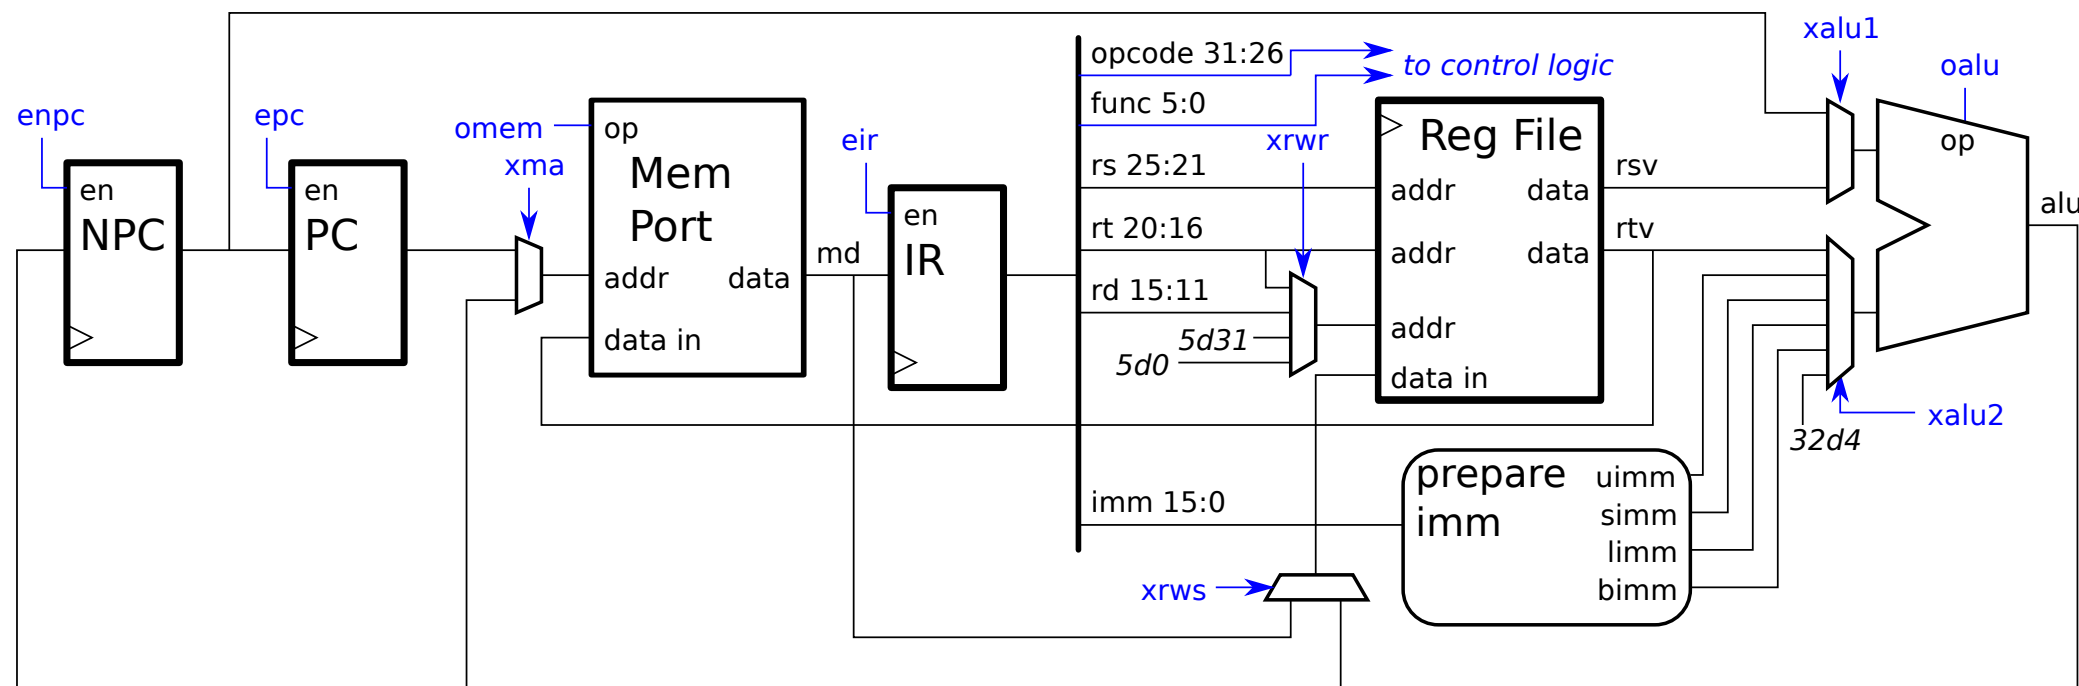 enpc
en
NPC
epc
en
PC
omem
xma
op
Mem
Port
addr
data
data in
md
eir
en
IR
opcode 31:26
func 5:0
to control logic
rs 25:21
rt 20:16
rd 15:11
5d31
5d0
xrwr
Reg File
addr
data
addr
data
addr
data in
rsv
rtv
imm 15:0
prepare
imm
uimm
simm
limm
bimm
xrws
xalu1
oalu
op
alu
xalu2
32d4